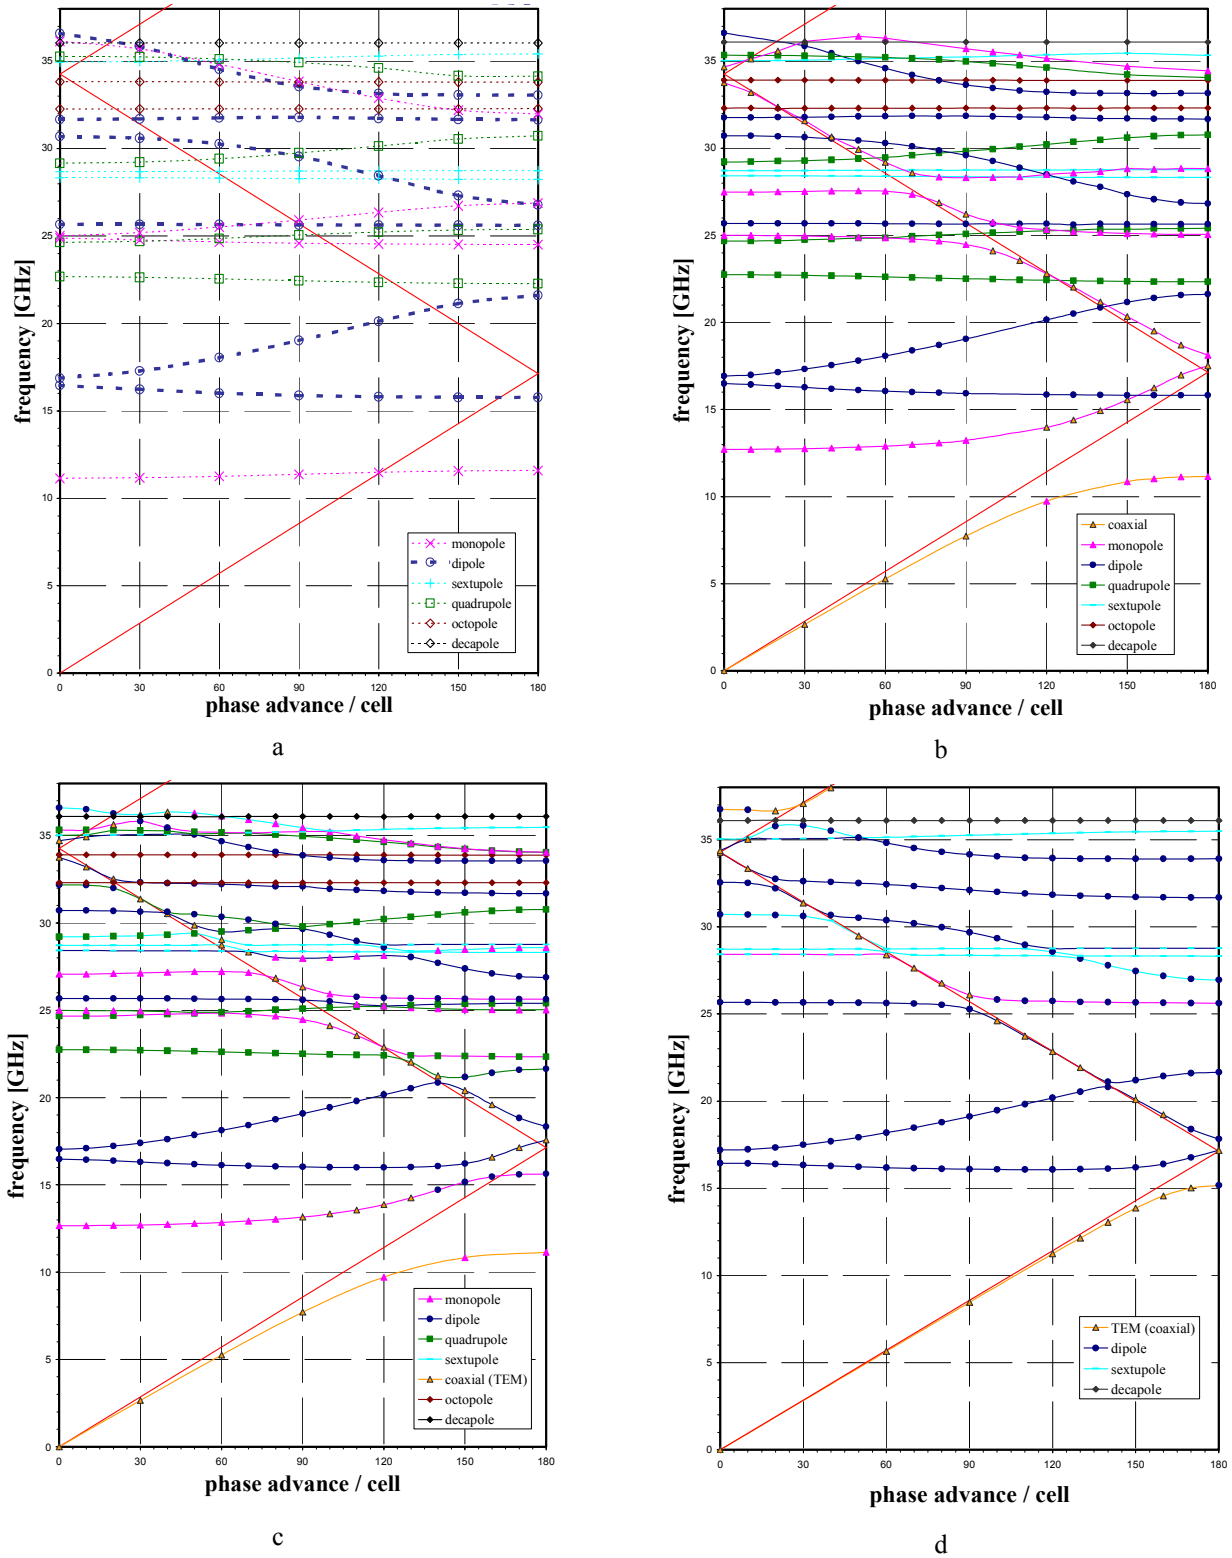 35
30
25
20
15
10
5
0
frequency [GHz]
monopole
dipole
sextupole
quadrupole
octopole
decapole
0 30 60 90 120 150 180
phase advance / cell
a
35
30
25
20
15
10
5
0
frequency [GHz]
coaxial
monopole
dipole
quadrupole
sextupole
octopole
decapole
0 30 60 90 120 150 180
phase advance / cell
b
35
30
25
20
15
10
5
0
frequency [GHz]
monopole
dipole
quadrupole
sextupole
coaxial (TEM)
octopole
decapole
0 30 60 90 120 150 180
phase advance / cell
c
35
30
25
20
15
10
5
0
frequency [GHz]
TEM (coaxial)
dipole
sextupole
decapole
0 30 60 90 120 150 180
phase advance / cell
d